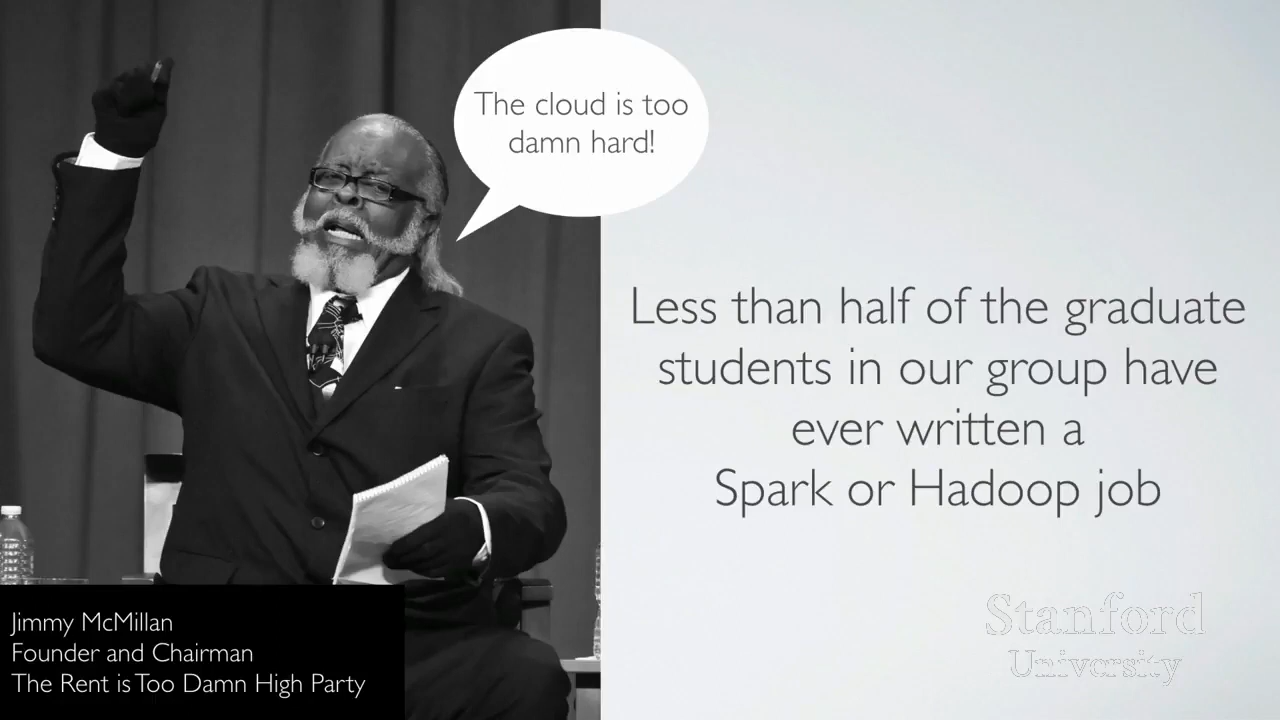 The cloud is too
damn hard!
Less than half of the graduate
students in our group have
ever written a
Spark or Hadoop job
Jimmy McMillan
Founder and Chairman
The Rent is Too Damn High Party
Stanford
University